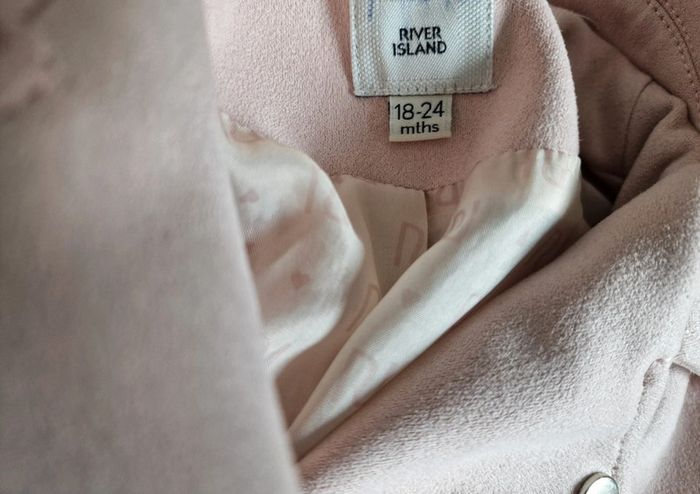 RIVER
ISLAND
18-24
mths